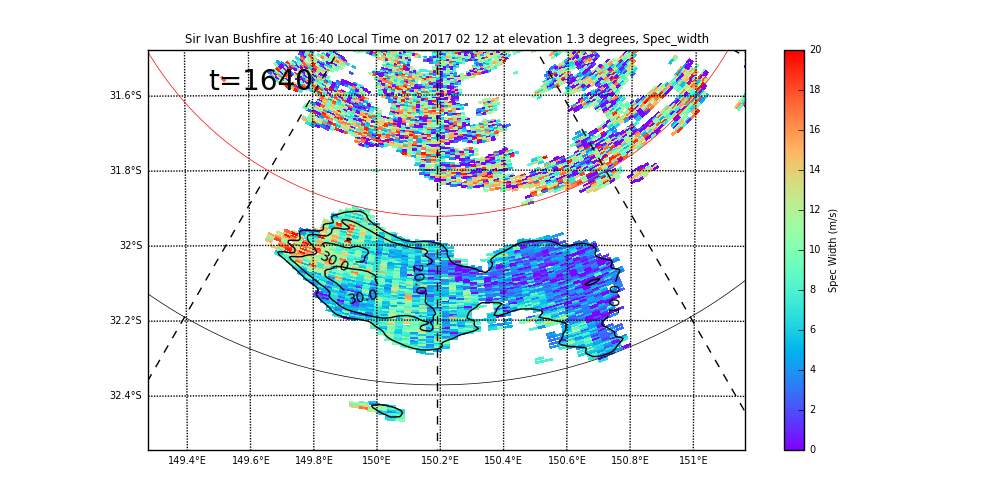 Sir Ivan Bushfire at 16:40 Local Time on 2017 02 12 at elevation 1.3 degrees, Spec_width
t=1640
31.6°S
31.8°S
32°S
32.2°S
32.4°S
149.4°E 149.6°E 149.8°E 150°E 150.2°E 150.4°E 150.6°E 150.8°E 151°E
30.0
30.0
20.0
20
18
16
14
12
10
8
6
4
2
0
Spec Width (m/s)